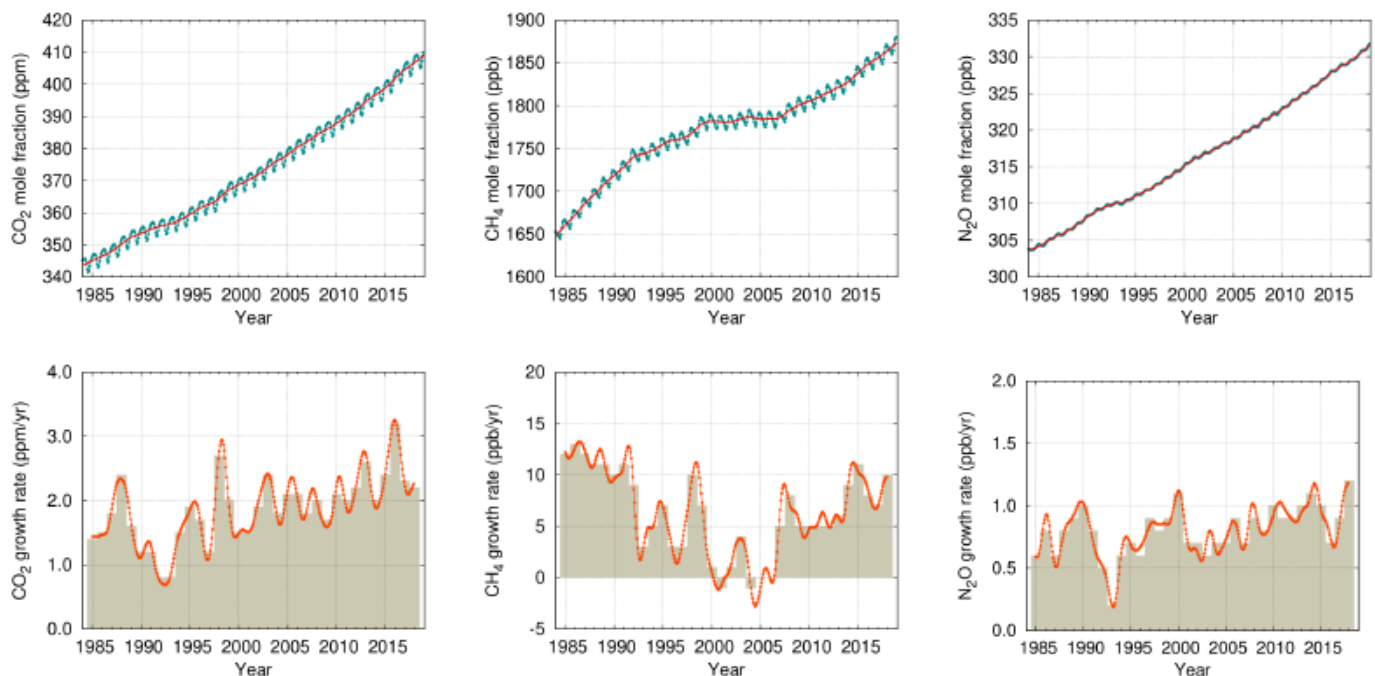 CO2 mole fraction (ppm)
420
410
400
390
380
370
360
350
340
1985 1990 1995 2000 2005 2010 2015
Year
CH4 mole fraction (ppb)
1900
1850
1800
1750
1700
1650
1600
1985 1990 1995 2000 2005 2010 2015
Year
N2O mole fraction (ppb)
335
330
325
320
315
310
305
300
1985 1990 1995 2000 2005 2010 2015
Year
CO2 growth rate (ppm/yr)
4.0
3.0
2.0
1.0
0.0
1985 1990 1995 2000 2005 2010 2015
Year
CH4 growth rate (ppb/yr)
20
15
10
5
0
-5
1985 1990 1995 2000 2005 2010 2015
Year
N2O growth rate (ppb/yr)
2.0
1.5
1.0
0.5
0.0
1985 1990 1995 2000 2005 2010 2015
Year